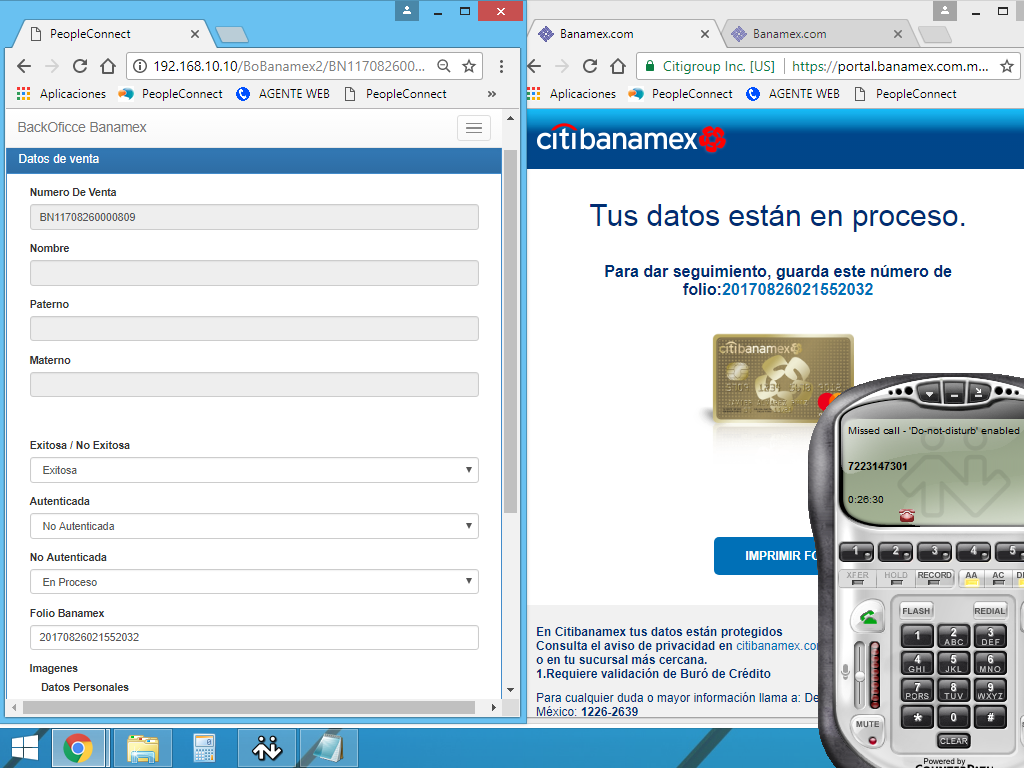 PeopleConnect
192.168.10.10/BoBanamex2/BN117082600...
Aplicaciones PeopleConnect AGENTE WEB PeopleConnect »
BackOficce Banamex
Datos de venta
Numero De Venta
BN11708260000809
Nombre
Paterno
Materno
Exitosa / No Exitosa
Exitosa
Autenticada
No Autenticada
No Autenticada
En Proceso
Folio Banamex
20170826021552032
Imagenes
Datos Personales
Banamex.com Banamex.com
Citigroup Inc. [US] https://portal.banamex.com.m...
Aplicaciones PeopleConnect AGENTE WEB PeopleConnect
citibanamex
Tus datos están en proceso.
Para dar seguimiento, guarda este número de
folio:20170826021552032
citibanamex
IMPRIMIR FO
En Citibanamex tus datos están protegidos
Consulta el aviso de privacidad en citibanamex.co
o en tu sucursal más cercana.
1.Requiere validación de Buró de Crédito
Para cualquier duda o mayor información llama a: De
México: 1226-2639
Missed call - 'Do-not-disturb' enabled
7223147301
0:26:30
1 2 3 4 5
XFER HOLD RECORD AA AC
FLASH REDIAL
1 2 ABC 3 DEF
4 GHI 5 JKL 6 MNO
7 PQRS 8 TUV 9 WXYZ
* 0 #
MUTE
CLEAR
Powered by